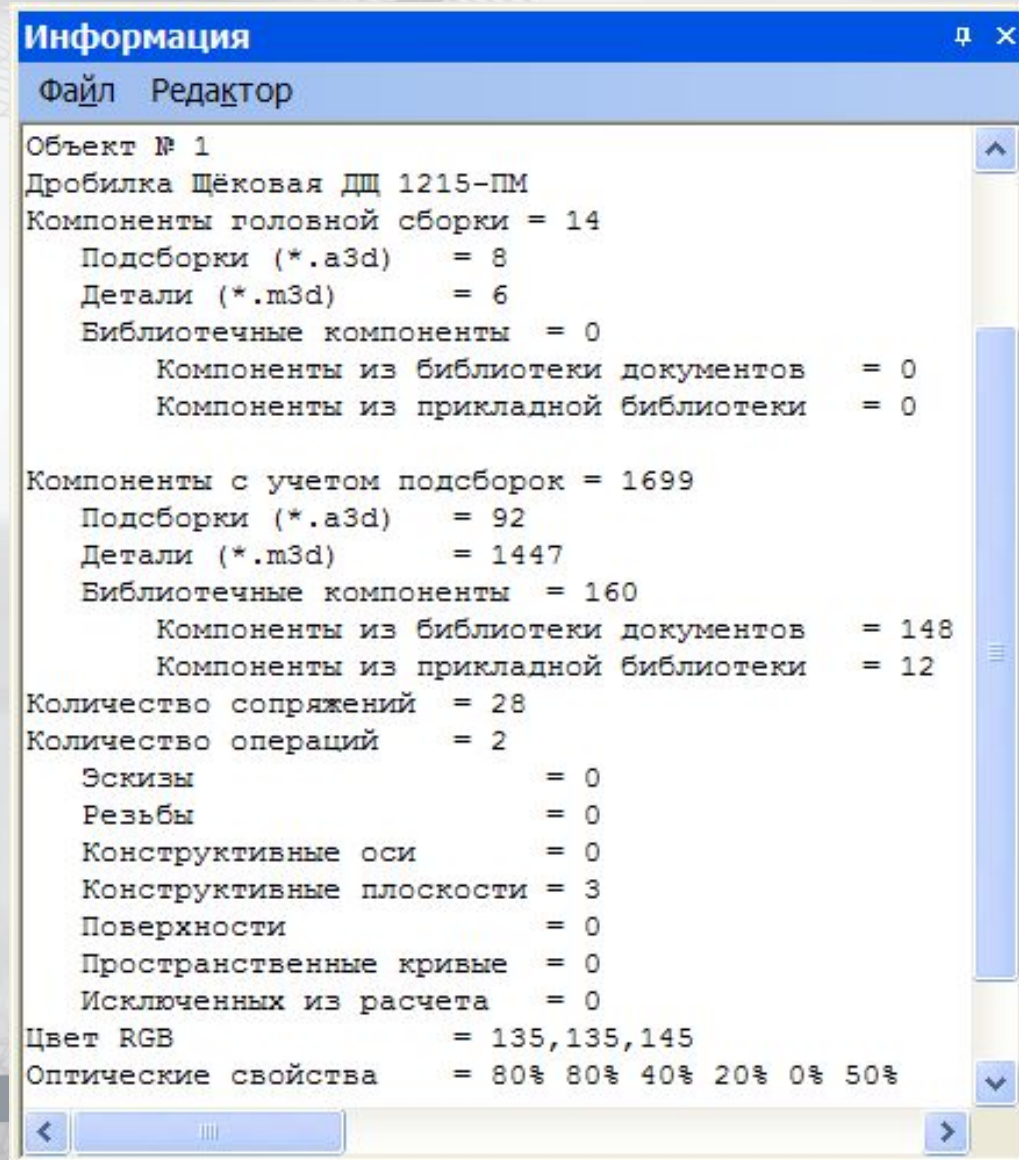 Информация
Файл Редактор
Объект № 1
Дробилка Щёковая ДЩ 1215-ПМ
Компоненты головной сборки = 14
Подсборки (*.a3d) = 8
Детали (*.m3d) = 6
Библиотечные компоненты = 0
Компоненты из библиотеки документов = 0
Компоненты из прикладной библиотеки = 0
Компоненты с учетом подсборок = 1699
Подсборки (*.a3d) = 92
Детали (*.m3d) = 1447
Библиотечные компоненты = 160
Компоненты из библиотеки документов = 148
Компоненты из прикладной библиотеки = 12
Количество сопряжений = 28
Количество операций = 2
Эскизы = 0
Резьбы = 0
Конструктивные оси = 0
Конструктивные плоскости = 3
Поверхности = 0
Пространственные кривые = 0
Исключенных из расчета = 0
Цвет RGB = 135,135,145
Оптические свойства = 80% 80% 40% 20% 0% 50%